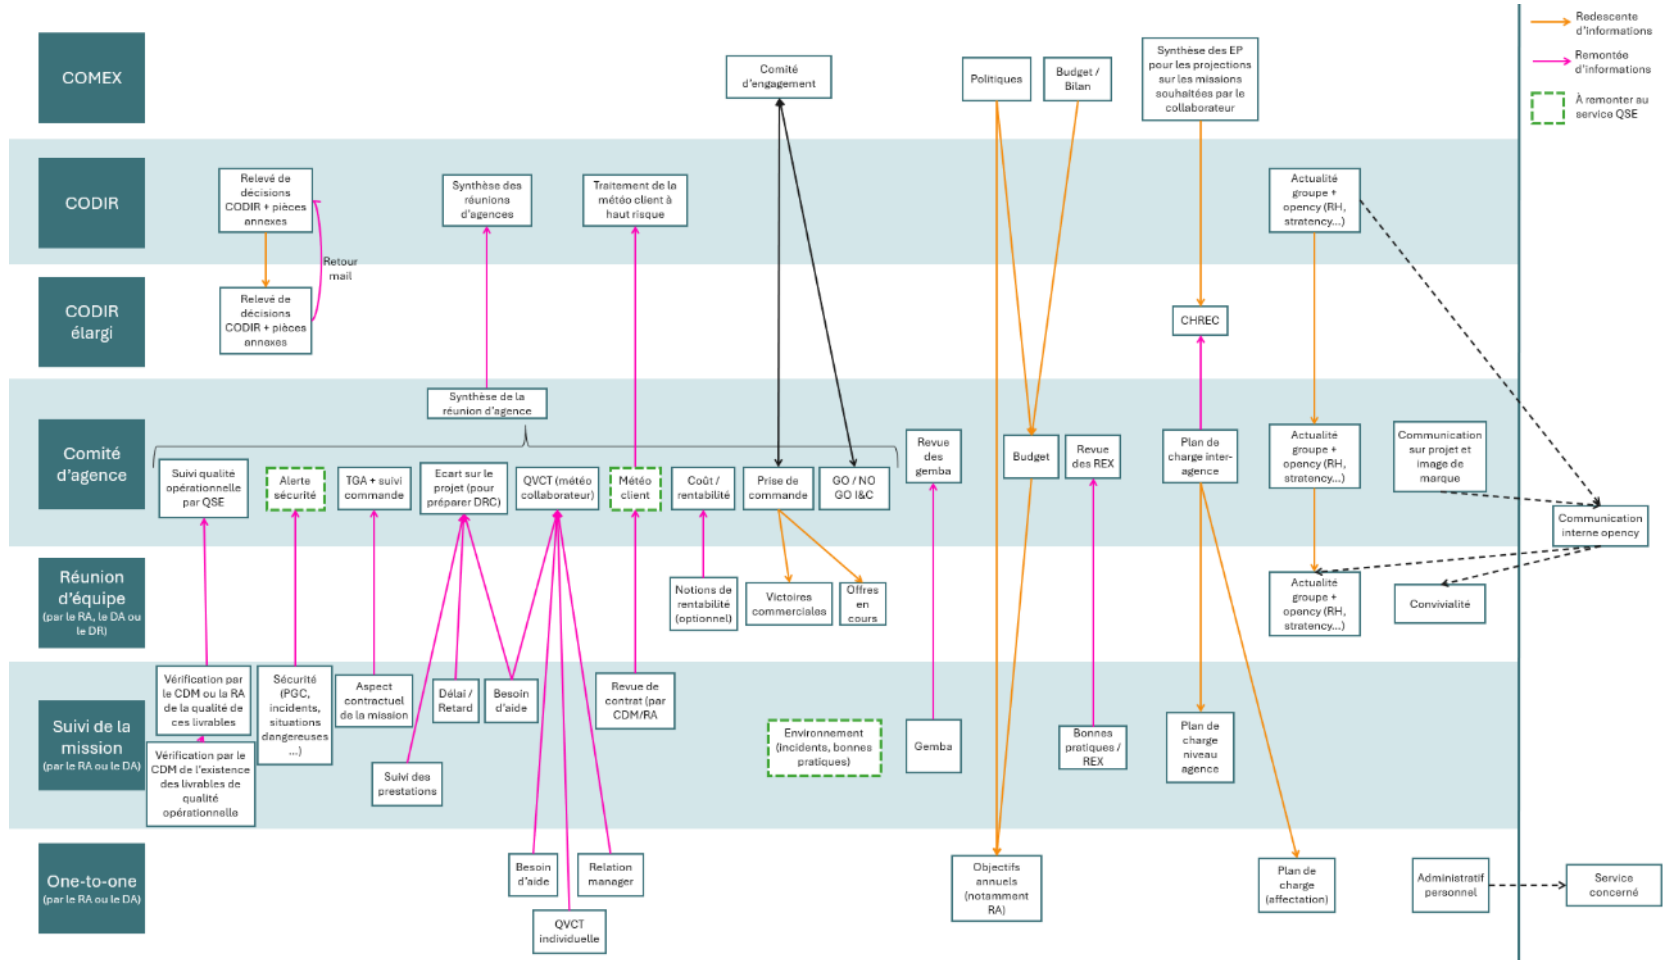 Redescente
d'informations
Remontée
d'informations
À remonter au
service QSE
COMEX
Comité
d'engagement
Politiques
Budget /
Bilan
Synthèse des EP
pour les projections
sur les missions
souhaitées par le
collaborateur
CODIR
Relevé de
décisions
CODIR + pièces
annexes
Synthèse des
réunions
d'agences
Traitement de la
météo client à
haut risque
Actualité
groupe +
opency (RH,
stratency...)
Retour
mail
CODIR
élargi
Relevé de
décisions
CODIR + pièces
annexes
CHREC
Comité
d'agence
Synthèse de la
réunion d'agence
Suivi qualité
opérationnelle
par QSE
Alerte
sécurité
TGA + suivi
commande
Ecart sur le
projet (pour
préparer DRC)
QVCT (météo
collaborateur)
Météo
client
Coût /
rentabilité
Prise de
commande
GO / NO
GO I&C
Revue
des
gemba
Budget
Revue
des REX
Plan de
charge inter-
agence
Actualité
groupe +
opency (RH,
stratency...)
Communication
sur projet et
image de
marque
Communication
interne opency
Réunion
d'équipe
(par le RA, le DA ou
le DR)
Notions de
rentabilité
(optionnel)
Victoires
commerciales
Offres
en
cours
Actualité
groupe +
opency (RH,
stratency...)
Convivialité
Suivi de la
mission
(par le RA ou le DA)
Vérification par
le CDM ou la RA
de la qualité de
ces livrables
Vérification par le
CDM de l'existence
des livrables de
qualité
opérationnelle
Sécurité
(PGC,
incidents,
situations
dangereuses
...)
Aspect
contractuel
de la mission
Suivi des
prestations
Délai /
Retard
Besoin
d'aide
Revue de
contrat (par
CDM/RA)
Environnement
(incidents, bonnes
pratiques)
Gemba
Bonnes
pratiques /
REX
Plan de
charge
niveau
agence
One-to-one
(par le RA ou le DA)
Besoin
d'aide
QVCT
individuelle
Relation
manager
Objectifs
annuels
(notamment
RA)
Plan de
charge
(affectation)
Administratif
personnel
Service
concerné